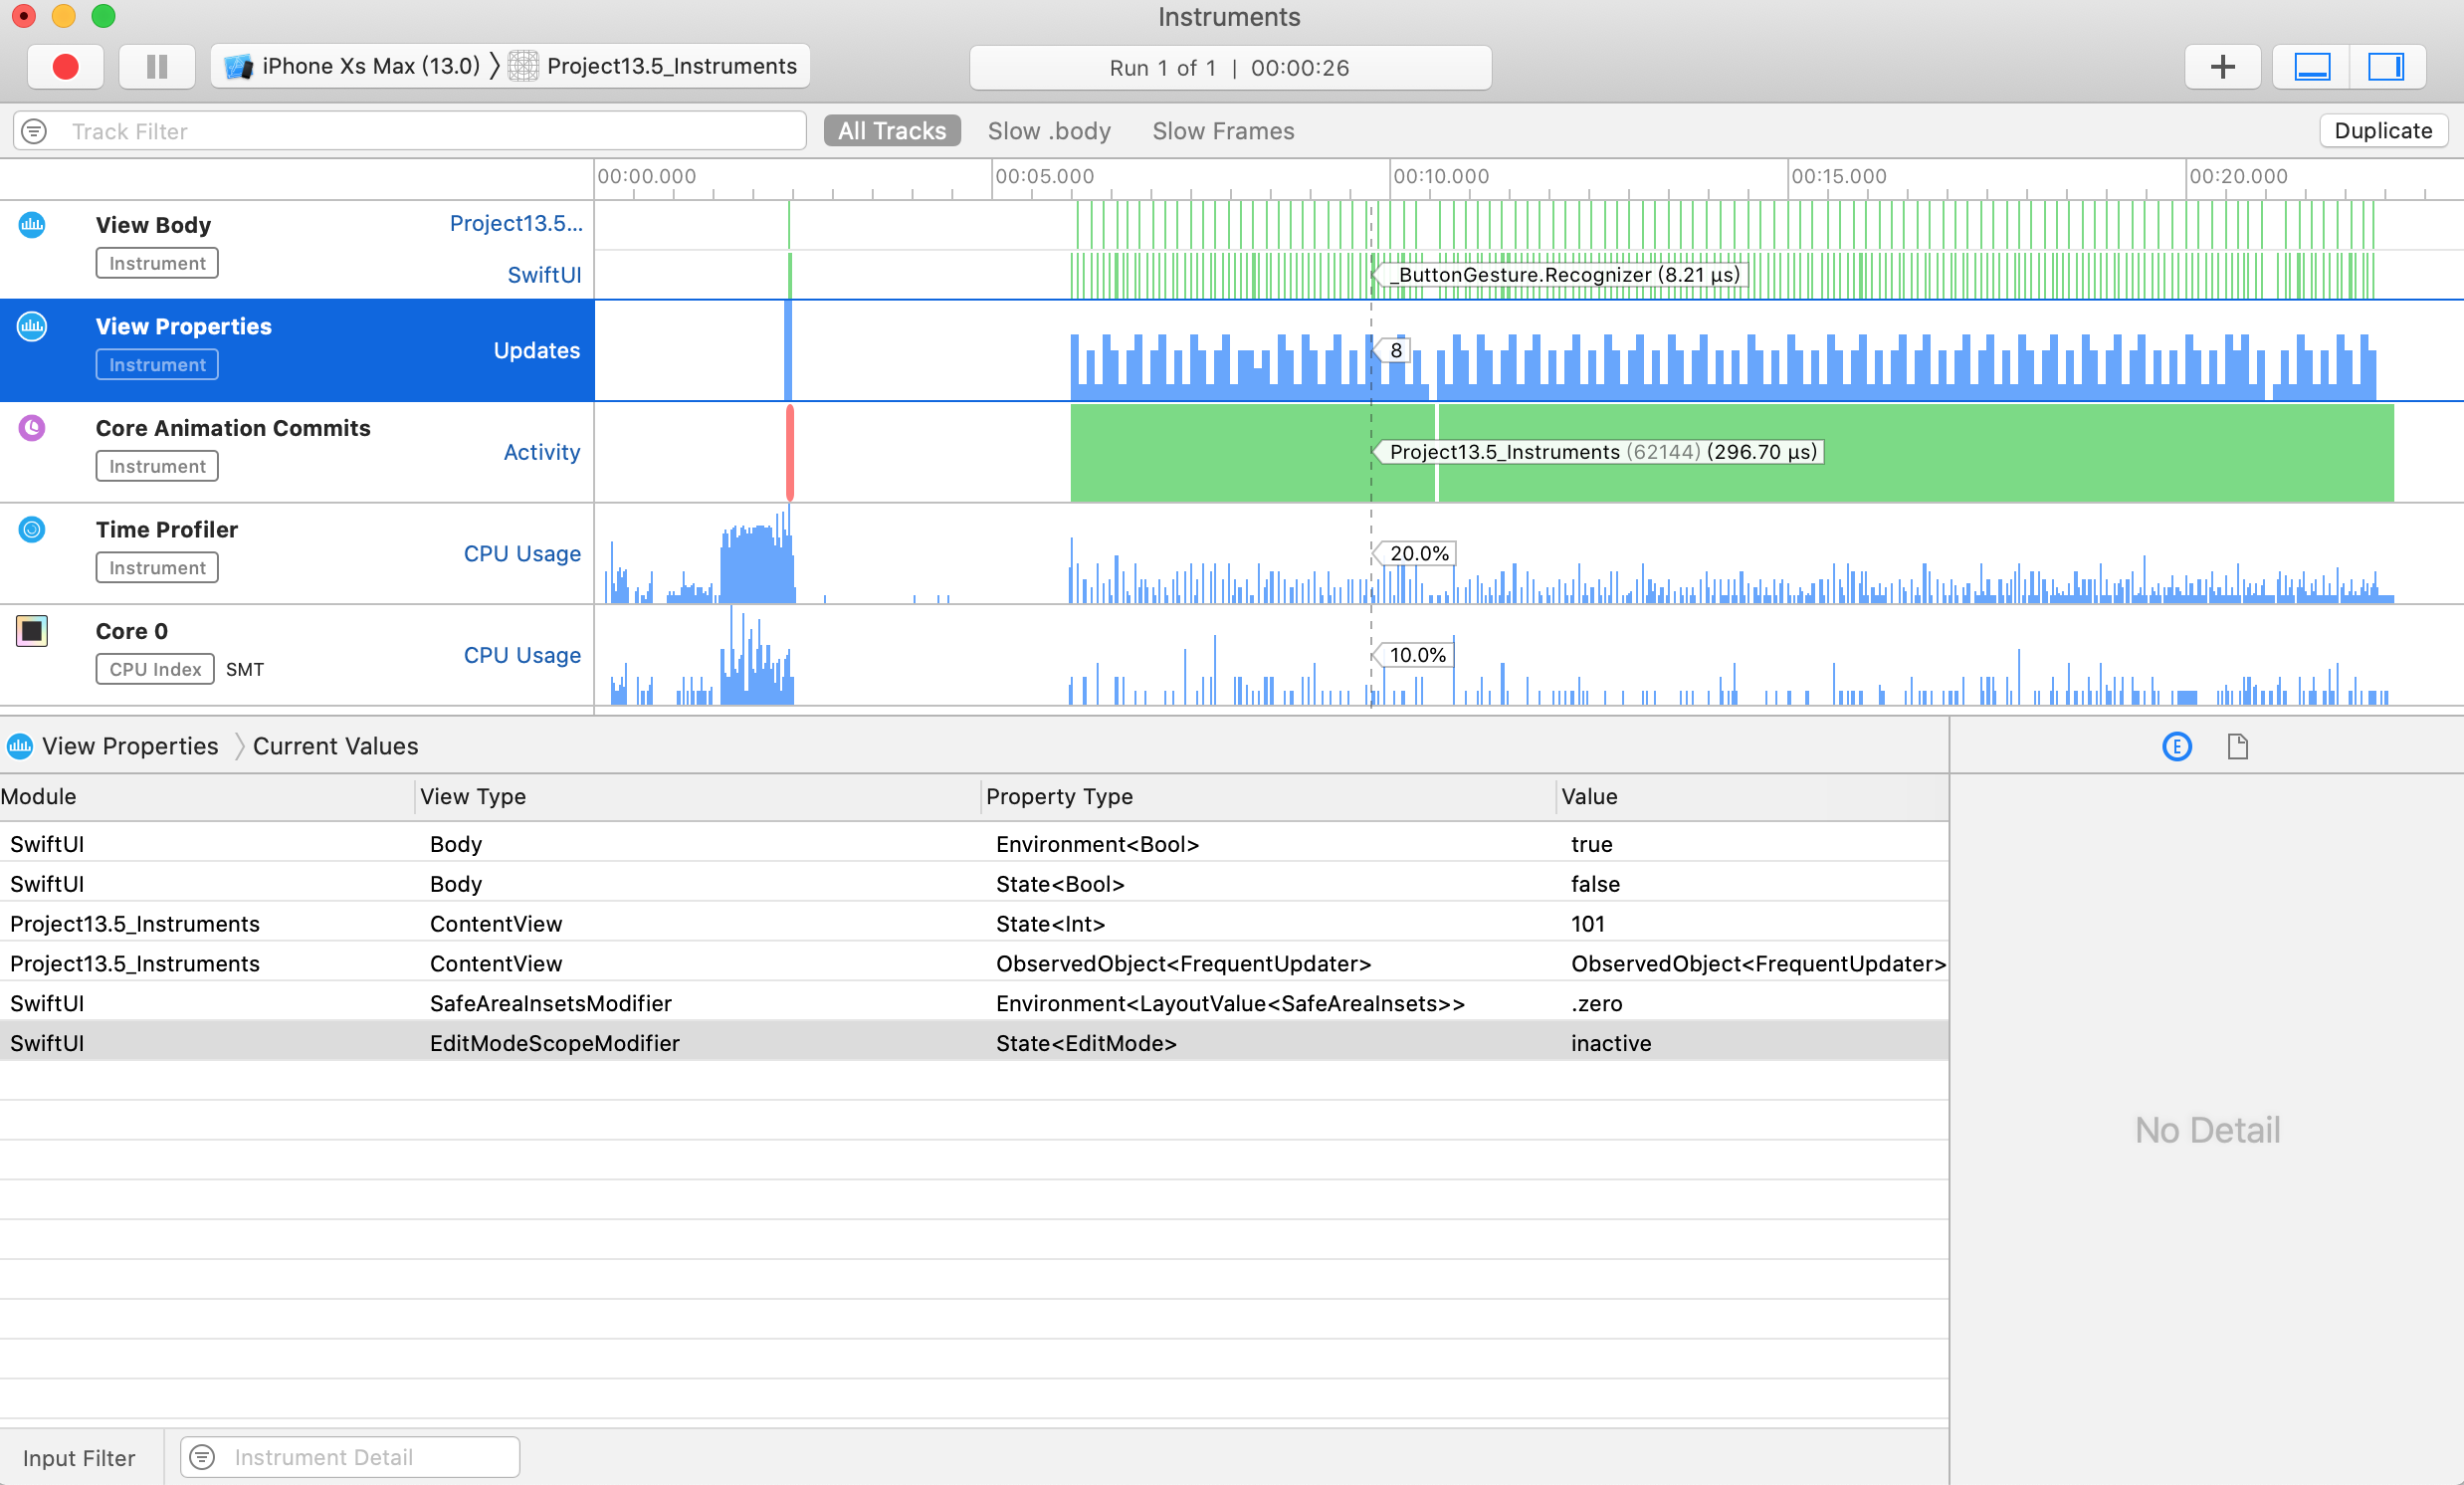 Instruments
iPhone Xs Max (13.0) 〉 Project13.5_Instruments
Run 1 of 1 | 00:00:26
Track Filter
All Tracks Slow .body Slow Frames
Duplicate
00:00.000 00:05.000 00:10.000 00:15.000 00:20.000
View Body
Project13.5...
Instrument
SwiftUI
_ButtonGesture.Recognizer (8.21 µs)
View Properties
Instrument
Updates
8
Core Animation Commits
Instrument
Activity
Project13.5_Instruments (62144) (296.70 µs)
Time Profiler
Instrument
CPU Usage
20.0%
Core 0
CPU Index SMT
CPU Usage
10.0%
View Properties 〉 Current Values
E
Module View Type Property Type Value
SwiftUI Body Environment<Bool> true
SwiftUI Body State<Bool> false
Project13.5_Instruments ContentView State<Int> 101
Project13.5_Instruments ContentView ObservedObject<FrequentUpdater> ObservedObject<FrequentUpdater>
SwiftUI SafeAreaInsetsModifier Environment<LayoutValue<SafeAreaInsets>> .zero
SwiftUI EditModeScopeModifier State<EditMode> inactive
No Detail
Input Filter
Instrument Detail